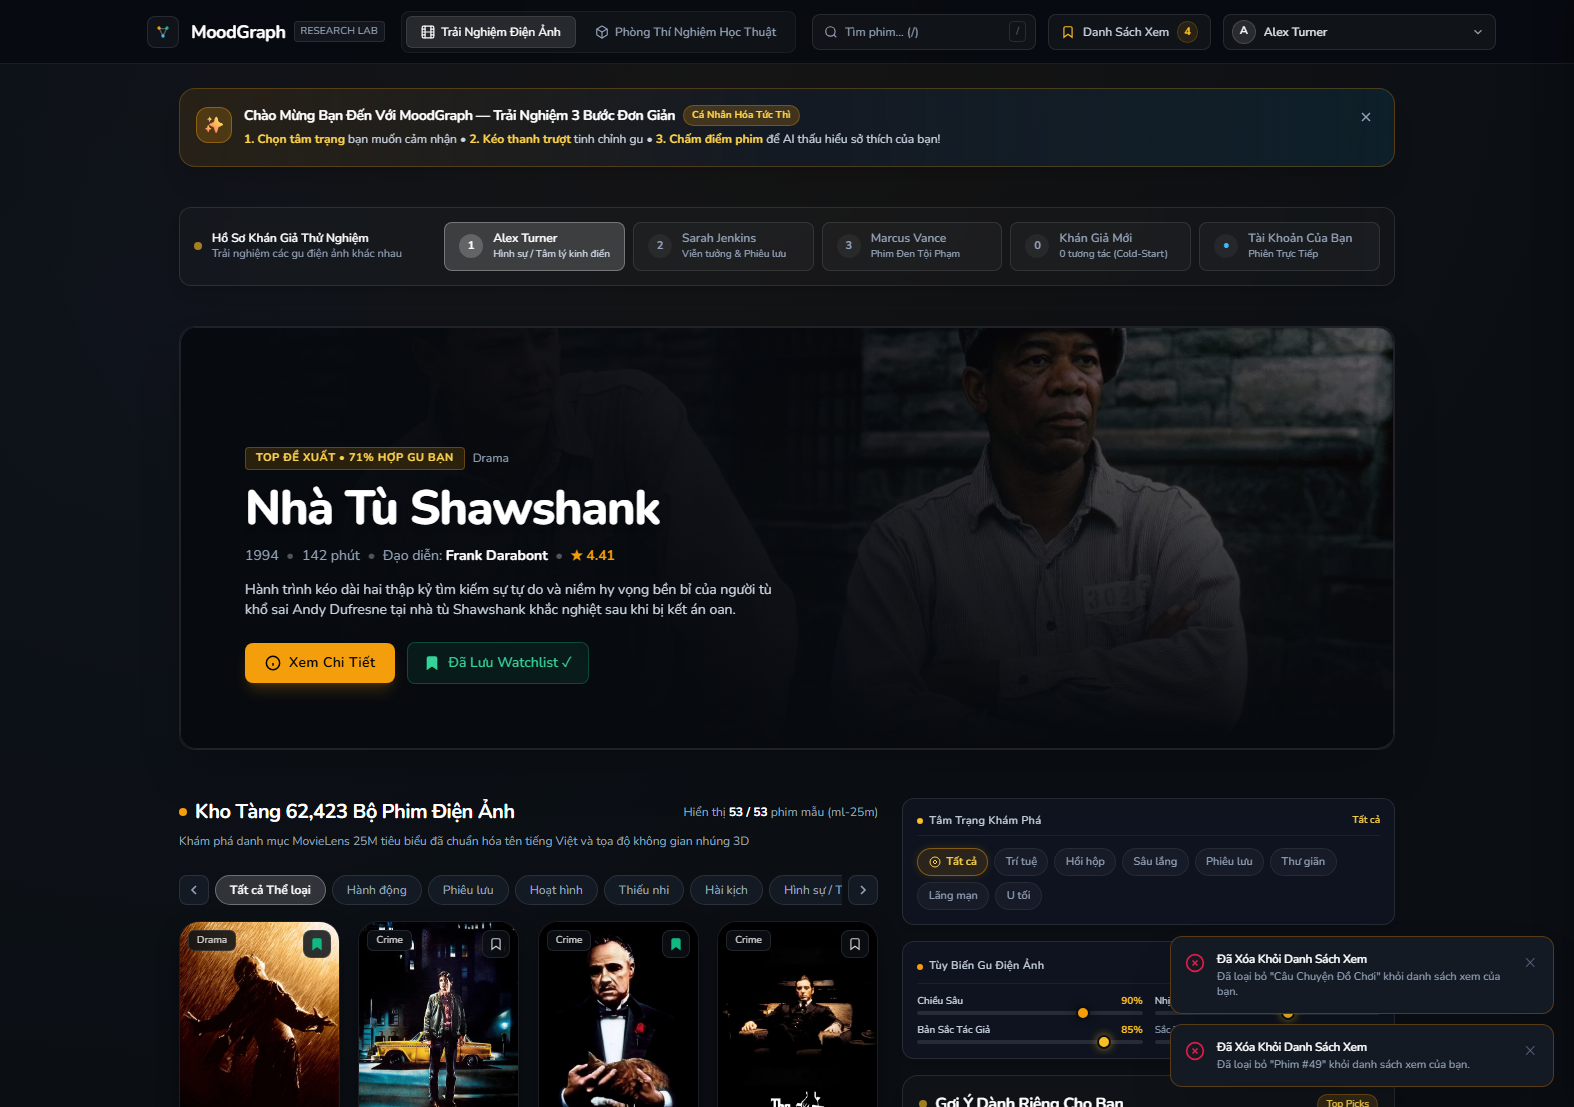 MoodGraph RESEARCH LAB
Trải Nghiệm Điện Ảnh
Phòng Thí Nghiệm Học Thuật
Tìm phim... (/) /
Danh Sách Xem 4
A Alex Turner
Chào Mừng Bạn Đến Với MoodGraph — Trải Nghiệm 3 Bước Đơn Giản Cá Nhân Hóa Tức Thì
1. Chọn tâm trạng bạn muốn cảm nhận • 2. Kéo thanh trượt tinh chỉnh gu • 3. Chấm điểm phim để AI thấu hiểu sở thích của bạn!
Hồ Sơ Khán Giả Thử Nghiệm
Trải nghiệm các gu điện ảnh khác nhau
1 Alex Turner
Hình sự / Tâm lý kinh điển
2 Sarah Jenkins
Viễn tưởng & Phiêu lưu
3 Marcus Vance
Phim Đen Tội Phạm
0 Khán Giả Mới
0 tương tác (Cold-Start)
Tài Khoản Của Bạn
Phiên Trực Tiếp
TOP ĐỀ XUẤT • 71% HỢP GU BẠN Drama
Nhà Tù Shawshank
1994 • 142 phút • Đạo diễn: Frank Darabont • ★ 4.41
Hành trình kéo dài hai thập kỷ tìm kiếm sự tự do và niềm hy vọng bền bỉ của người tù
khổ sai Andy Dufresne tại nhà tù Shawshank khắc nghiệt sau khi bị kết án oan.
Xem Chi Tiết
Đã Lưu Watchlist ✓
Kho Tàng 62,423 Bộ Phim Điện Ảnh
Hiển thị 53 / 53 phim mẫu (ml-25m)
Khám phá danh mục MovieLens 25M tiêu biểu đã chuẩn hóa tên tiếng Việt và tọa độ không gian nhúng 3D
Tất cả Thể loại
Hành động
Phiêu lưu
Hoạt hình
Thiếu nhi
Hài kịch
Hình sự / T
Drama
Crime
Crime
Crime
The
Tâm Trạng Khám Phá Tất cả
Tất cả
Trí tuệ
Hồi hộp
Sâu lắng
Phiêu lưu
Thư giãn
Lãng mạn
U tối
Tùy Biến Gu Điện Ảnh
Chiều Sâu 90%
Bản Sắc Tác Giả 85%
Gợi Ý Dành Riêng Cho Bạn Top Picks
Đã Xóa Khỏi Danh Sách Xem
Đã loại bỏ "Câu Chuyện Đồ Chơi" khỏi danh sách xem của
bạn.
Đã Xóa Khỏi Danh Sách Xem
Đã loại bỏ "Phim #49" khỏi danh sách xem của bạn.